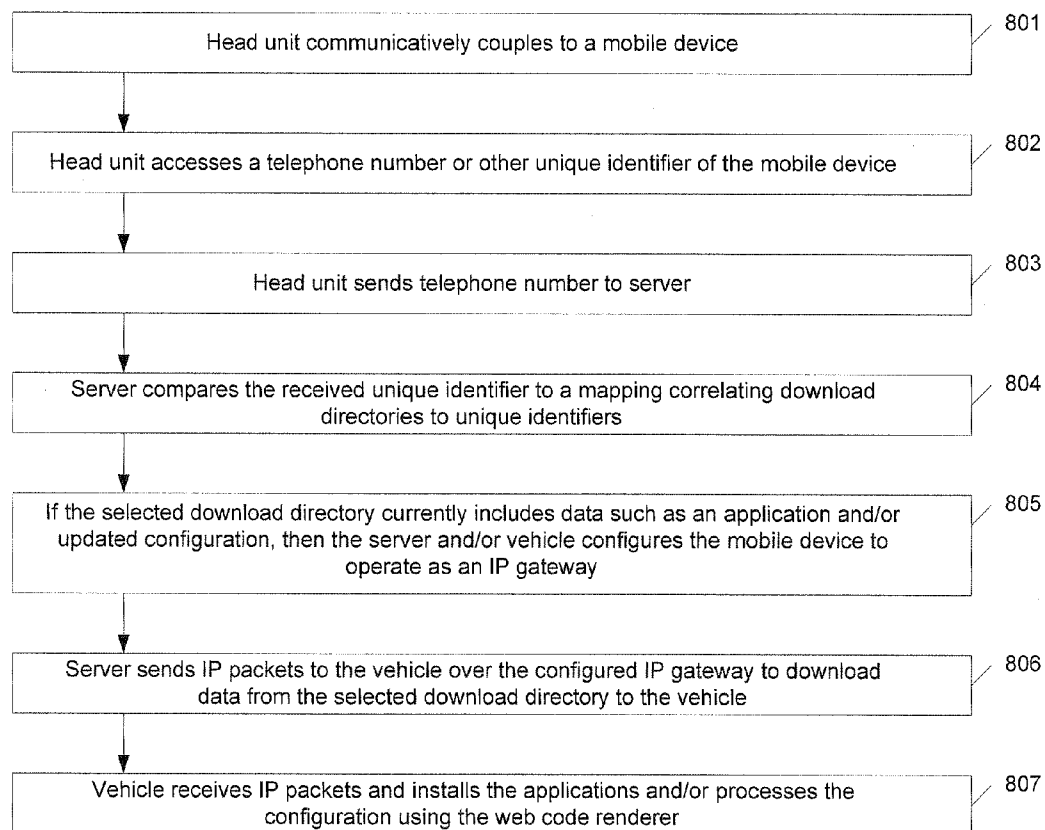 Head unit communicatively couples to a mobile device
801
Head unit accesses a telephone number or other unique identifier of the mobile device
802
Head unit sends telephone number to server
803
Server compares the received unique identifier to a mapping correlating download
directories to unique identifiers
804
If the selected download directory currently includes data such as an application and/or
updated configuration, then the server and/or vehicle configures the mobile device to
operate as an IP gateway
805
Server sends IP packets to the vehicle over the configured IP gateway to download
data from the selected download directory to the vehicle
806
Vehicle receives IP packets and installs the applications and/or processes the
configuration using the web code renderer
807